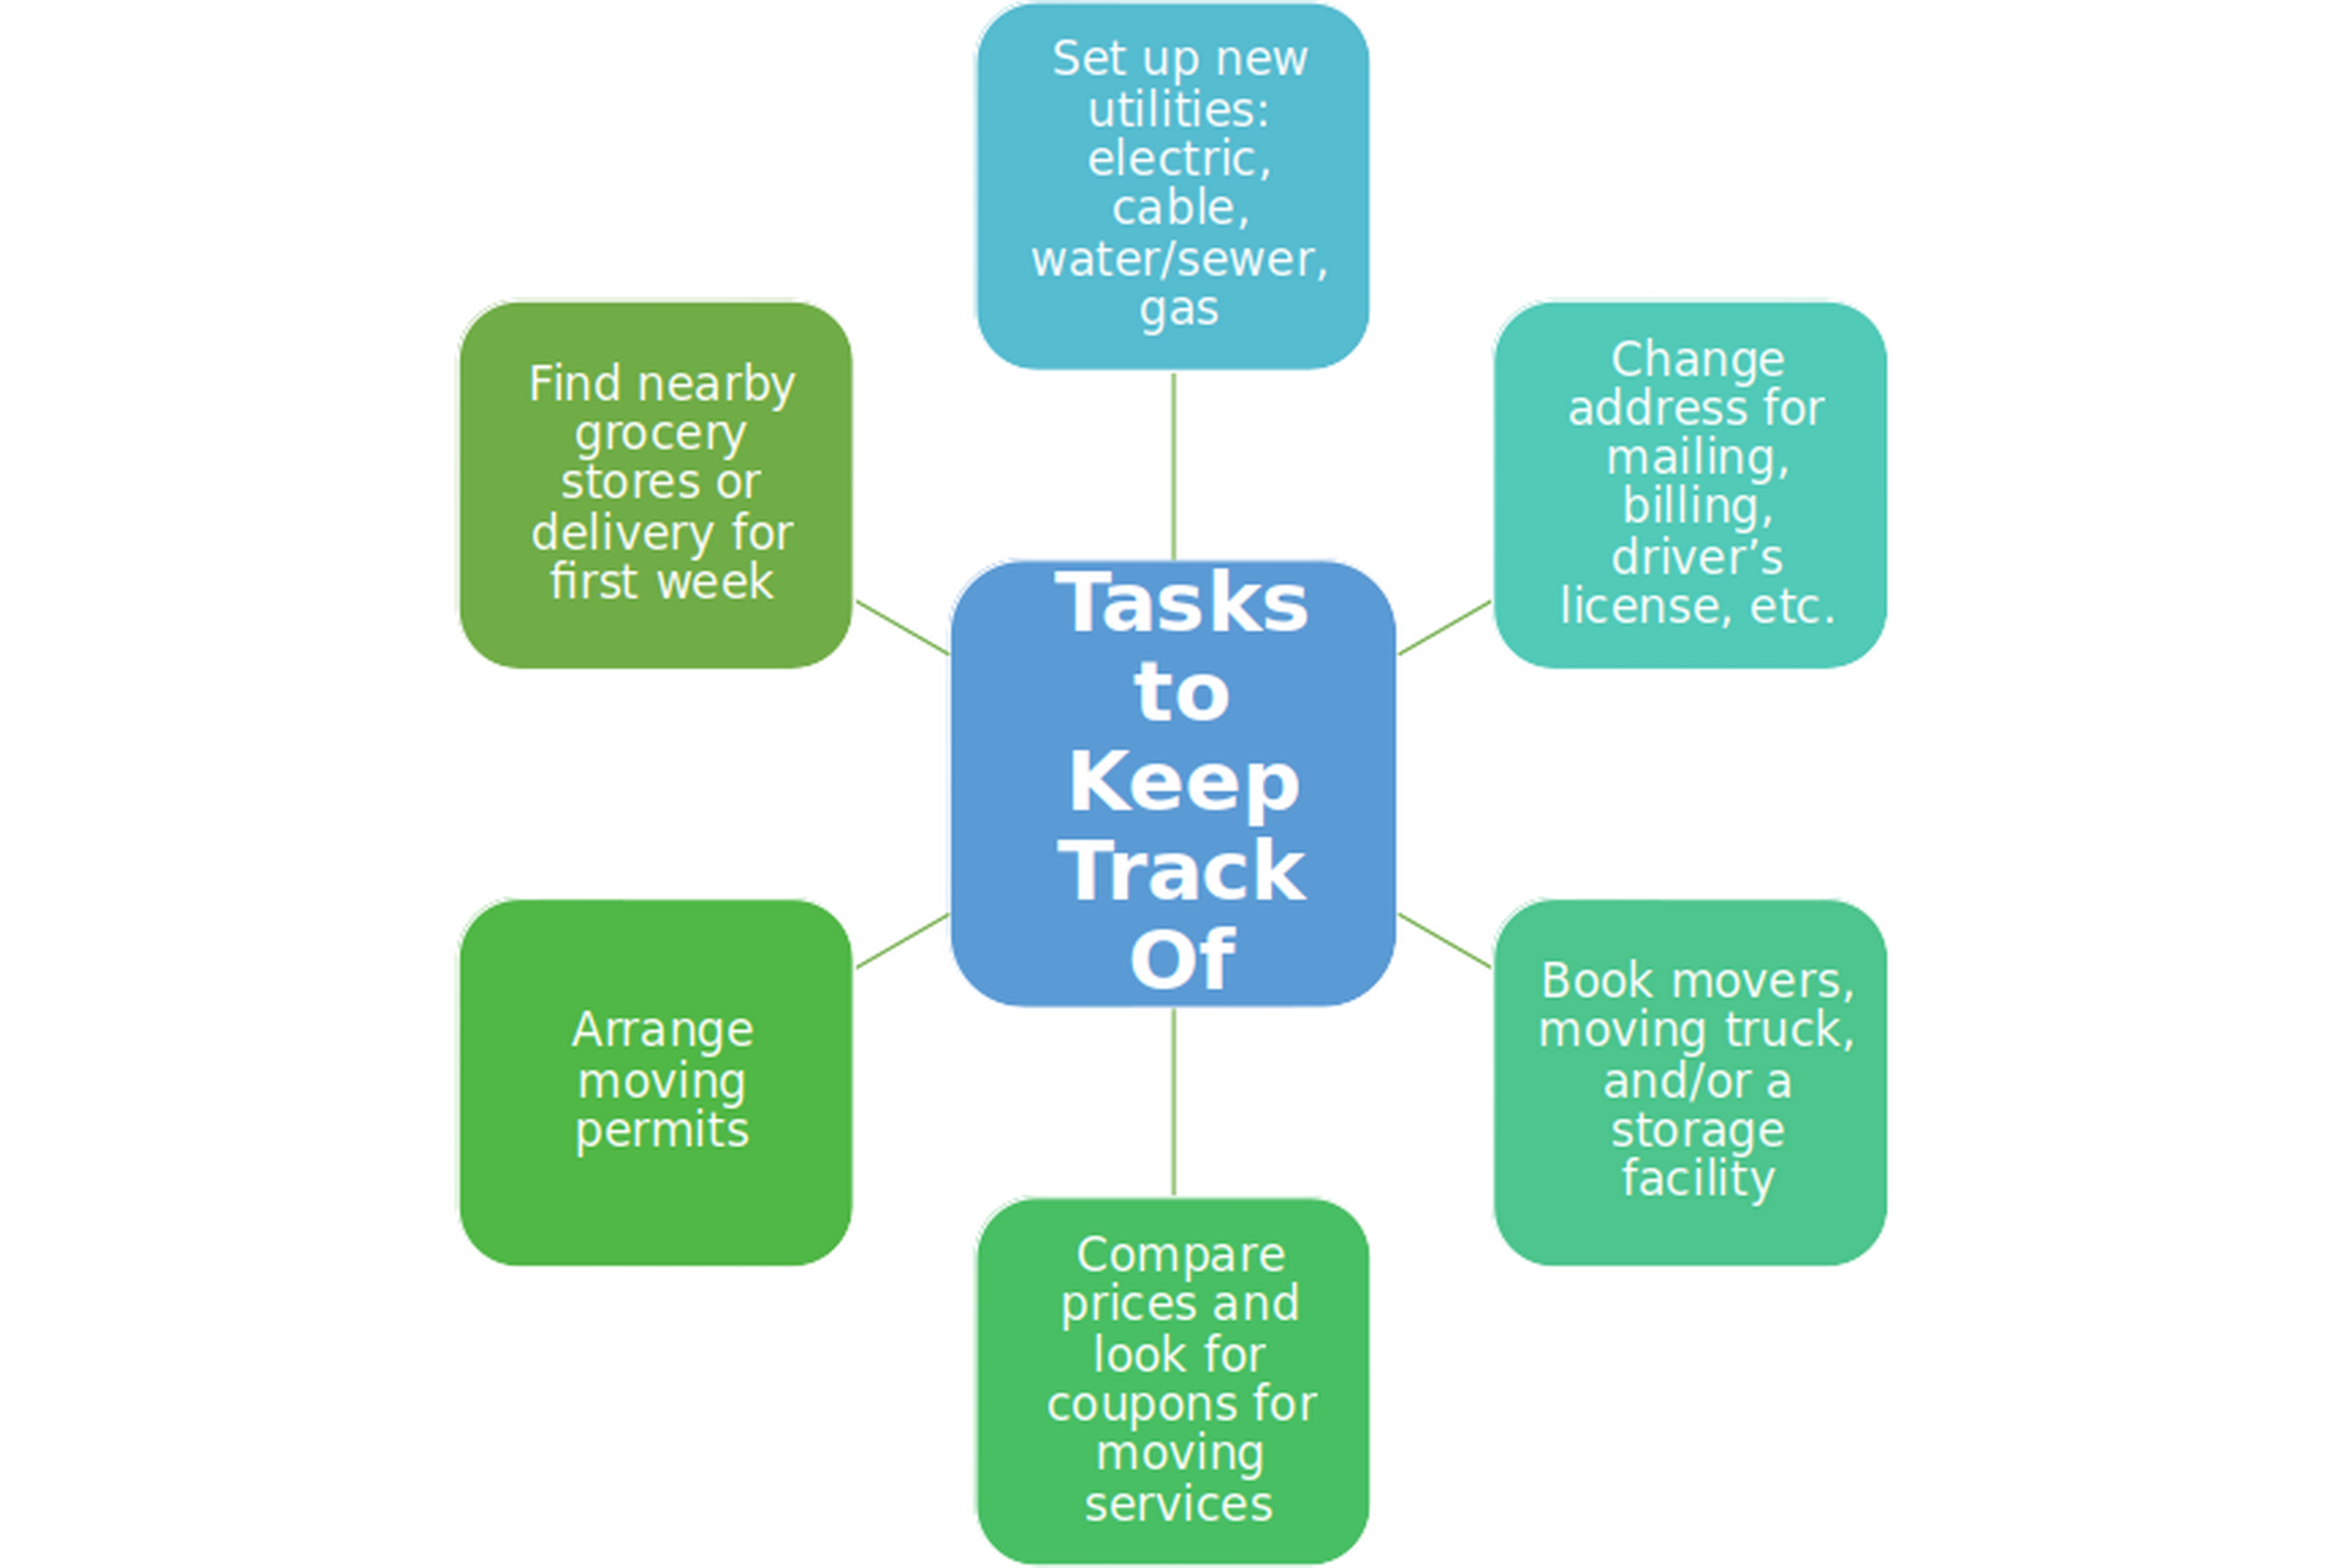 Set up new
utilities:
electric,
cable,
water/sewer,
gas
Change
address for
mailing,
billing,
driver’s
license, etc.
Book movers,
moving truck,
and/or a
storage
facility
Compare
prices and
look for
coupons for
moving
services
Arrange
moving
permits
Find nearby
grocery
stores or
delivery for
first week
Tasks
to
Keep
Track
Of